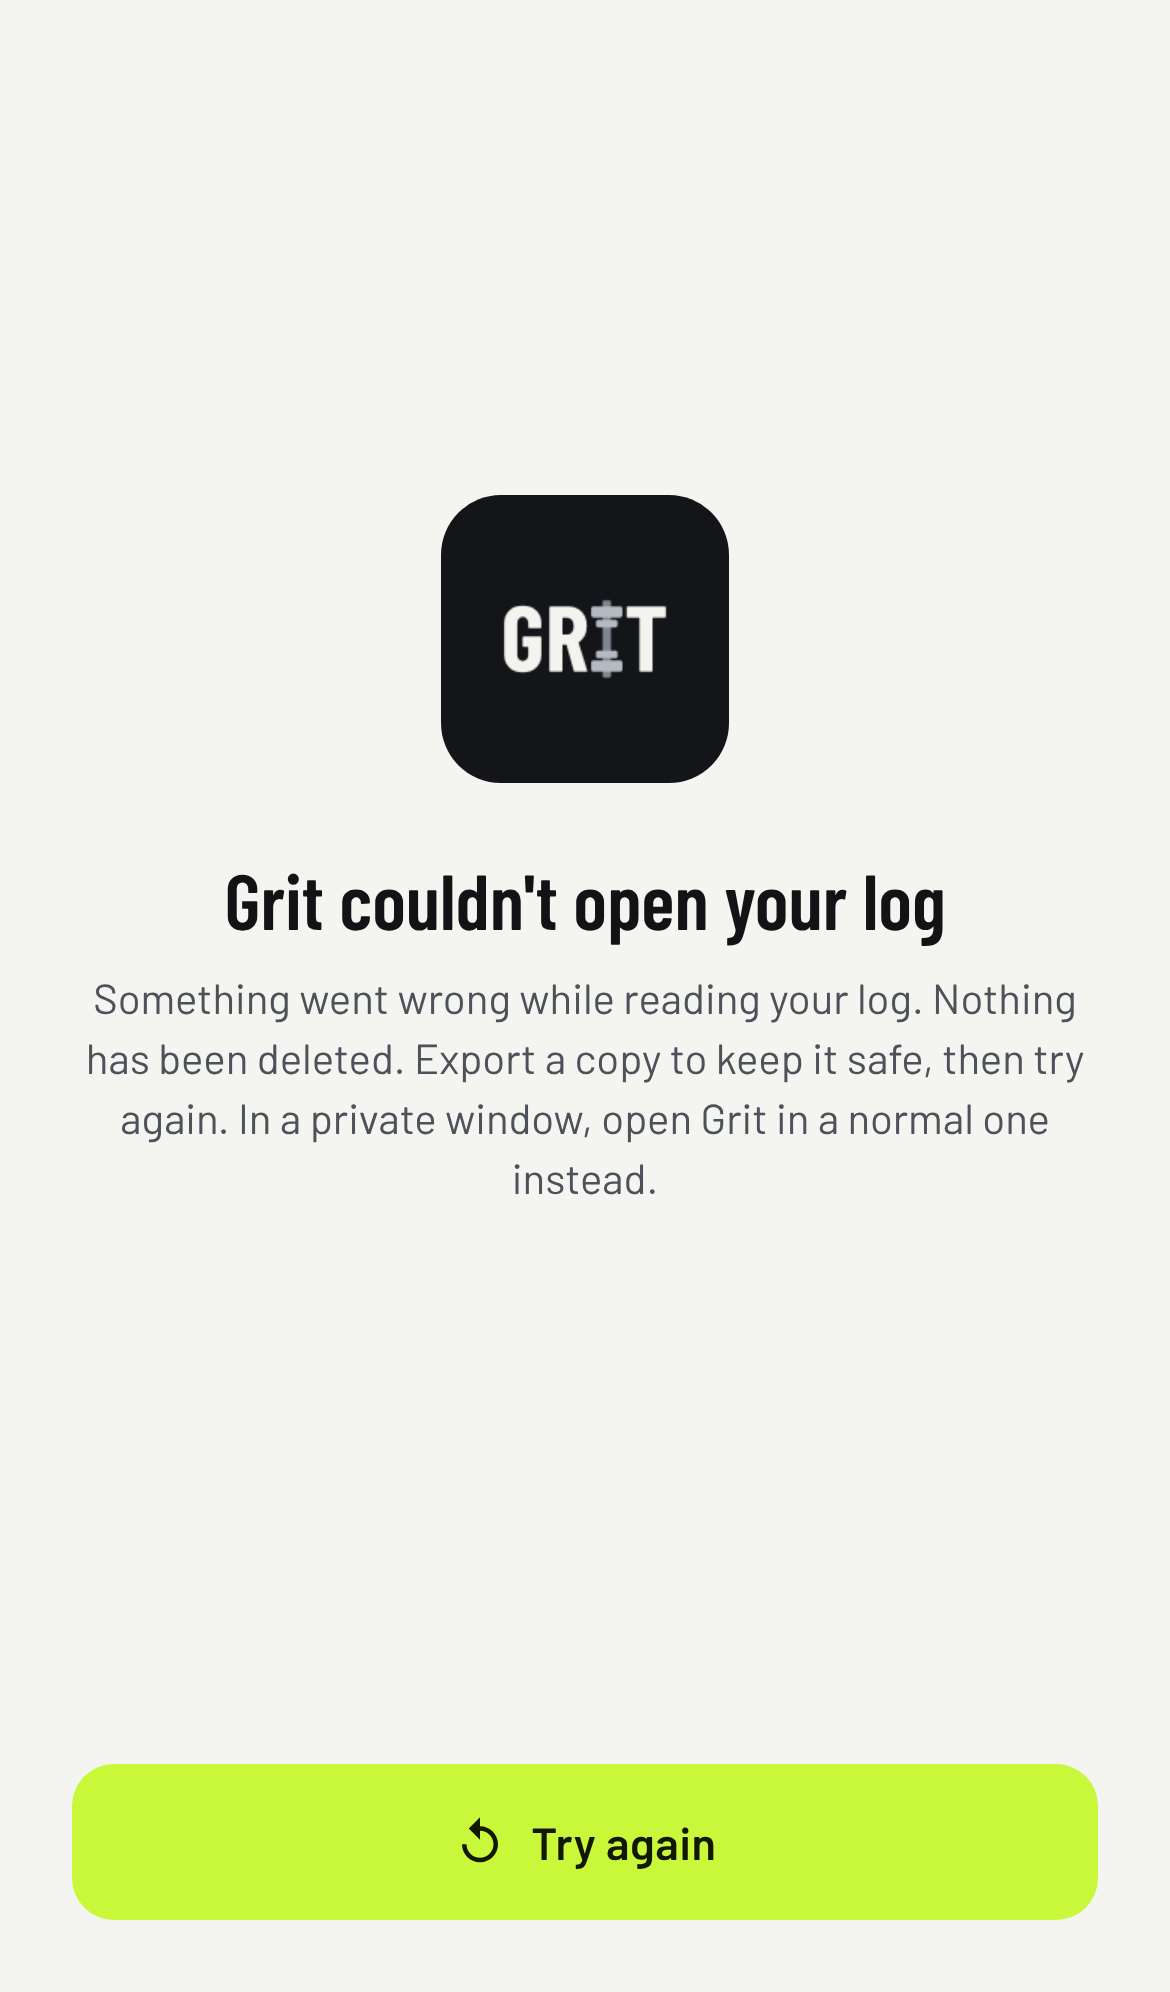 GRIT
Grit couldn't open your log
Something went wrong while reading your log. Nothing
has been deleted. Export a copy to keep it safe, then try
again. In a private window, open Grit in a normal one
instead.
Try again